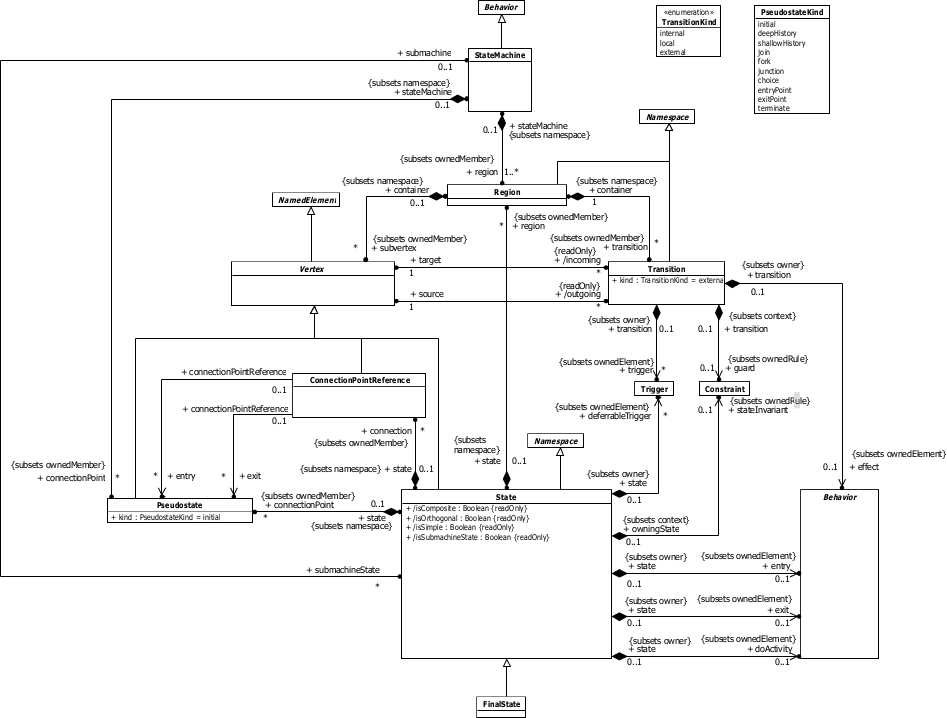 Behavior
«enumeration»
TransitionKind
internal
local
external
PseudostateKind
initial
deepHistory
shallowHistory
join
fork
junction
choice
entryPoint
exitPoint
terminate
+ submachine
0..1
StateMachine
{subsets namespace}
+ stateMachine
0..1
0..1
+ stateMachine
{subsets namespace}
Namespace
{subsets ownedMember}
+ region
1..*
{subsets namespace}
+ container
0..1
Region
{subsets namespace}
+ container
1
NamedElement
* {subsets ownedMember}
+ region
{subsets ownedMember}
* + subvertex
{subsets ownedMember}
+ transition
*
Vertex
+ target
1
{readOnly}
+ /incoming
*
+ source
1
{readOnly}
+ /outgoing
*
Transition
+ kind : TransitionKind = externa
{subsets owner}
+ transition
0..1
{subsets owner}
+ transition
0..1
0..1
{subsets context}
+ transition
{subsets ownedElement}
+ trigger
*
{subsets ownedRule}
0..1 + guard
Trigger
Constraint
+ connectionPointReference
0..1
ConnectionPointReference
+ connectionPointReference
0..1
{subsets ownedElement}
+ deferrableTrigger
*
{subsets ownedRule}
0..1 + stateInvariant
+ connection
*
{subsets ownedMember}
{subsets namespace}
+ state
0..1
Namespace
{subsets ownedMember}
+ connectionPoint
*
* + entry
* + exit
{subsets namespace} + state
0..1
{subsets owner}
+ state
0..1
{subsets ownedElement}
0..1 + effect
Pseudostate
+ kind : PseudostateKind = initial
{subsets ownedMember}
+ connectionPoint
*
0..1
+ state
{subsets namespace}
State
+ /isComposite : Boolean {readOnly}
+ /isOrthogonal : Boolean {readOnly}
+ /isSimple : Boolean {readOnly}
+ /isSubmachineState : Boolean {readOnly}
Behavior
{subsets context}
+ owningState
0..1
{subsets owner}
+ state
0..1
{subsets ownedElement}
+ entry
0..1
+ submachineState
*
{subsets owner}
+ state
0..1
{subsets ownedElement}
+ exit
0..1
{subsets owner}
+ state
0..1
{subsets ownedElement}
+ doActivity
0..1
FinalState